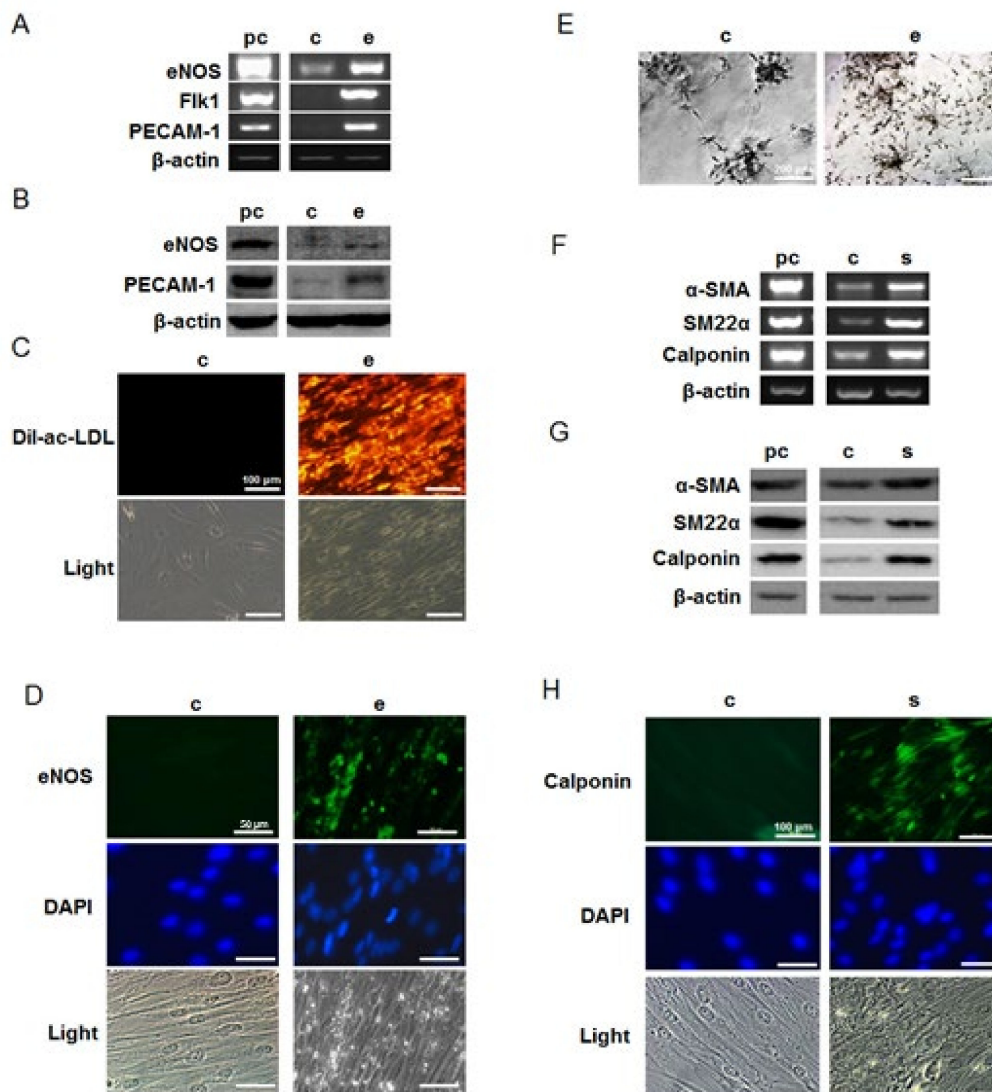 A
pc c e
eNOS
Flk1
PECAM-1
β-actin
B
pc c e
eNOS
PECAM-1
β-actin
C
c e
Dil-ac-LDL
100 µm
Light
D
c e
eNOS
50 µm
DAPI
Light
E
c e
200 µm
F
pc c s
α-SMA
SM22α
Calponin
β-actin
G
pc c s
α-SMA
SM22α
Calponin
β-actin
H
c s
Calponin
100 µm
DAPI
Light